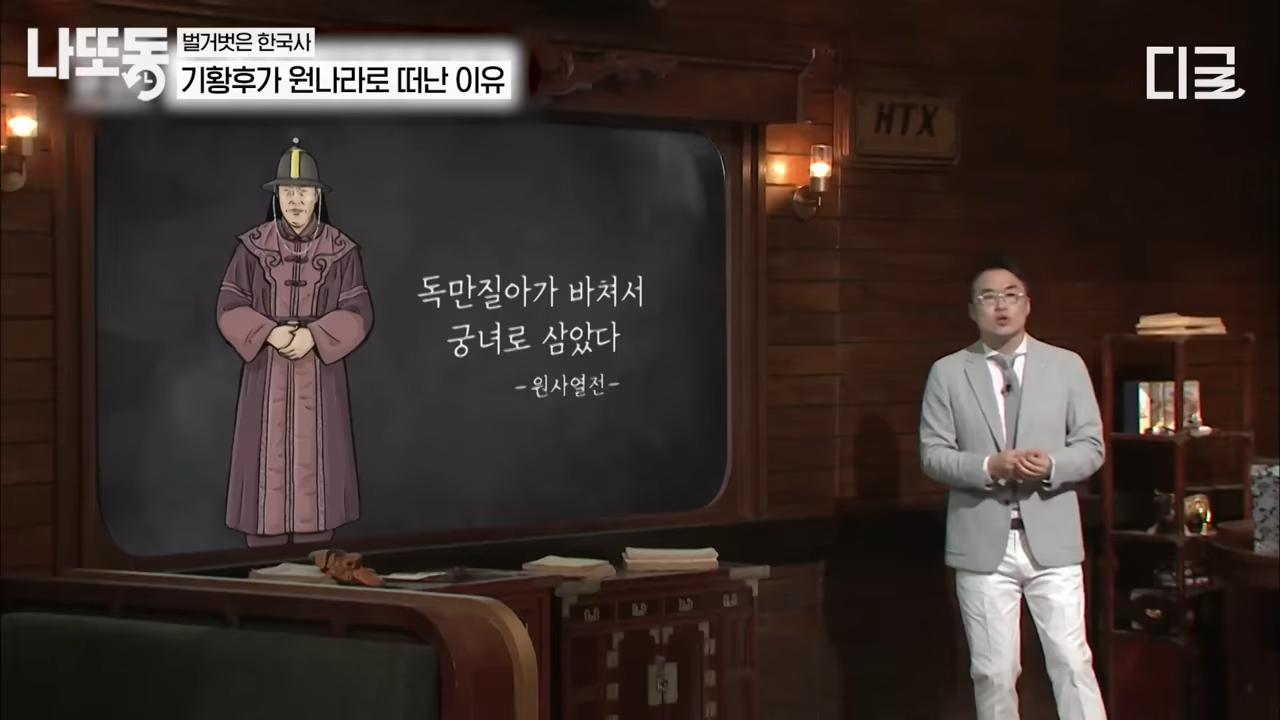 나또동
벌거벗은 한국사
기황후가 원나라로 떠난 이유
디글
HTX
독만질아가 바쳐서
궁녀로 삼았다
-원사열전-